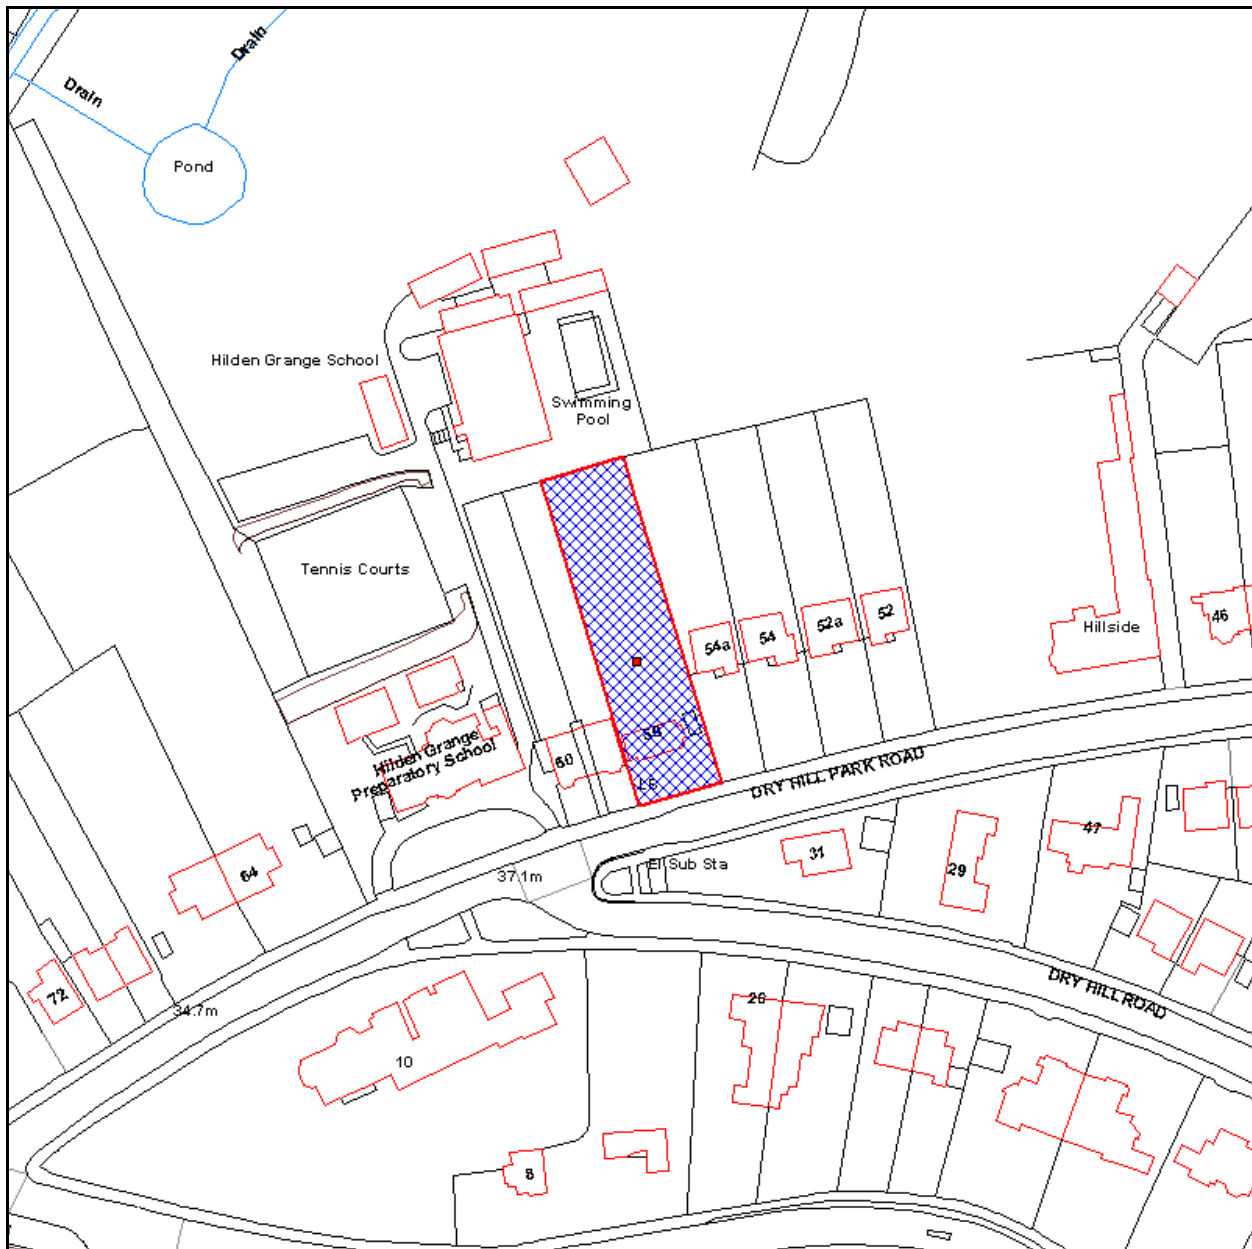 Drain
Drain
Pond
Hilden Grange School
Swimming
Pool
Tennis Courts
54a
54
52a
52
46
Hillside
Hilden Grange
Preparatory School
60
58
LB
DRY HILL PARK ROAD
64
37.1m
El Sub Sta
31
29
47
72
34.7m
10
26
DRY HILL ROAD
8